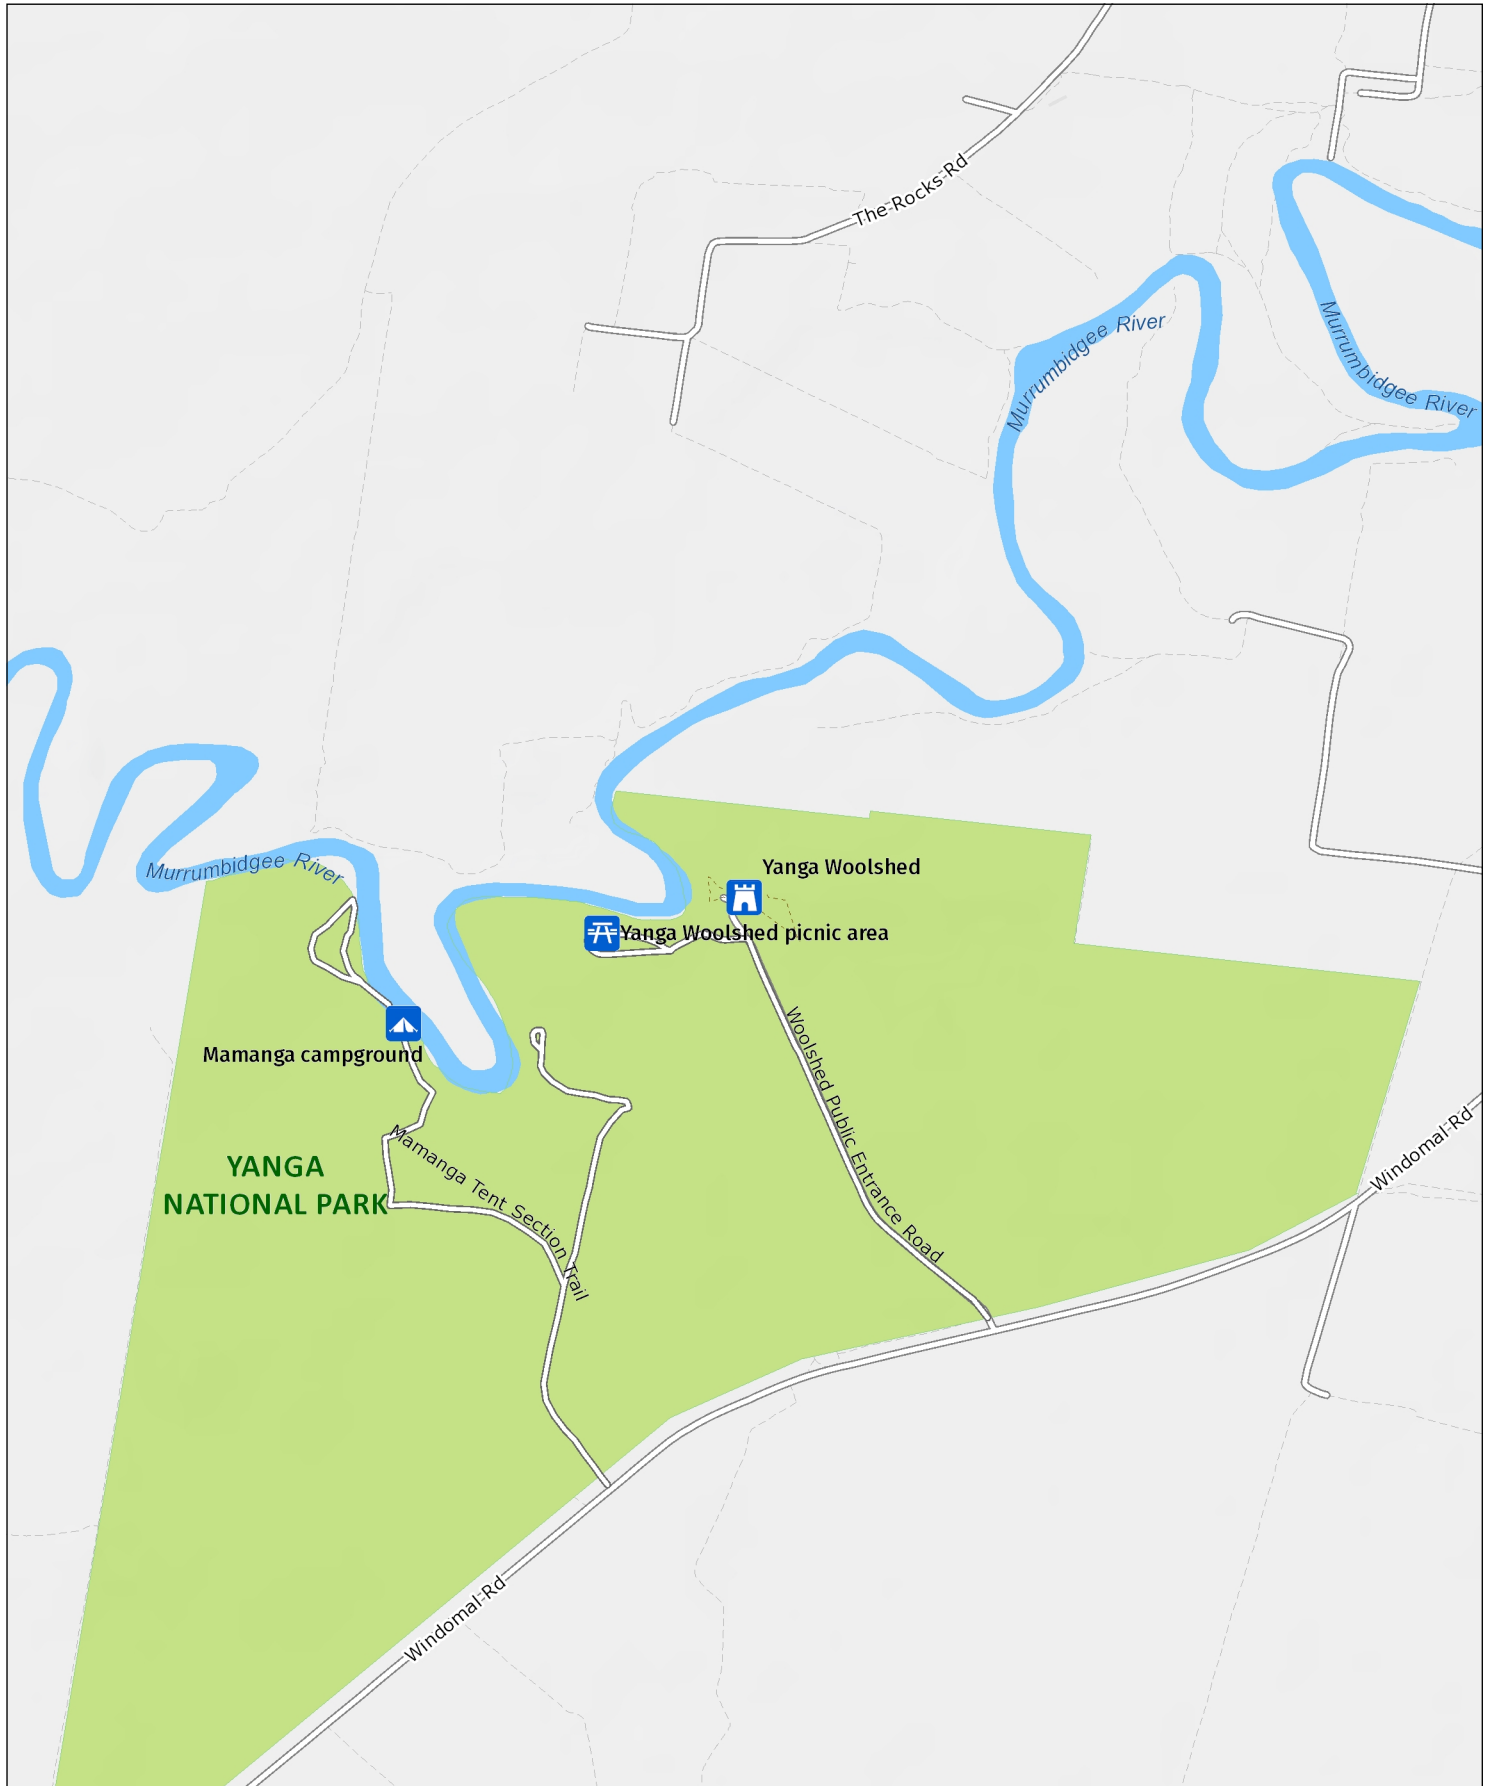 The Rocks Rd
Murrumbidgee River
Murrumbidgee River
Murrumbidgee River
Yanga Woolshed
Yanga Woolshed picnic area
Mamanga campground
Woolshed Public Entrance Road
Mamanga Tent Section Trail
YANGA
NATIONAL PARK
Windomal Rd
Windomal Rd